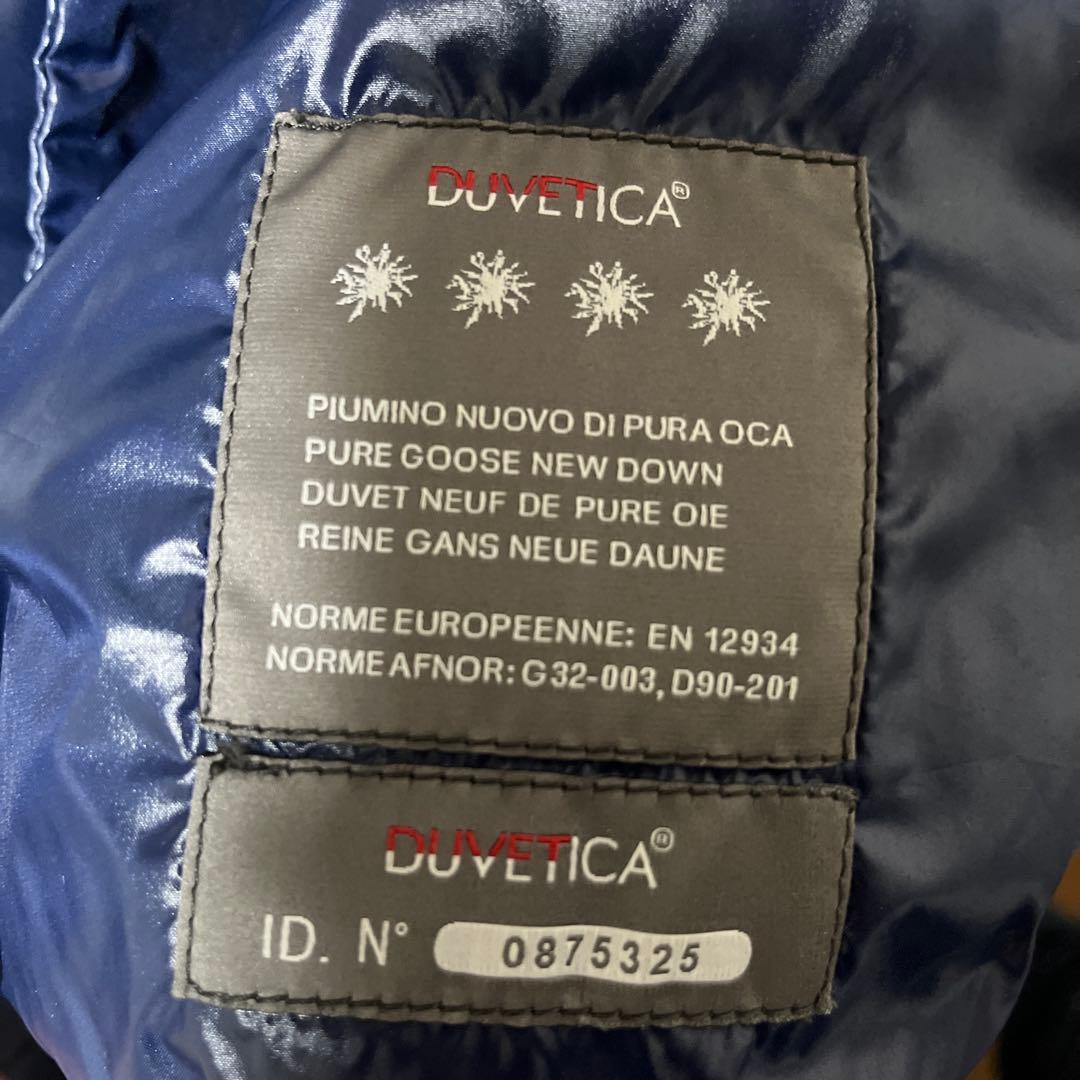 DUVETICA®
PIUMINO NUOVO DI PURA OCA
PURE GOOSE NEW DOWN
DUVET NEUF DE PURE OIE
REINE GANS NEUE DAUNE
NORME EUROPEENNE: EN 12934
NORME AFNOR: G32-003, D90-201
DUVETICA®
ID. N° 0875325